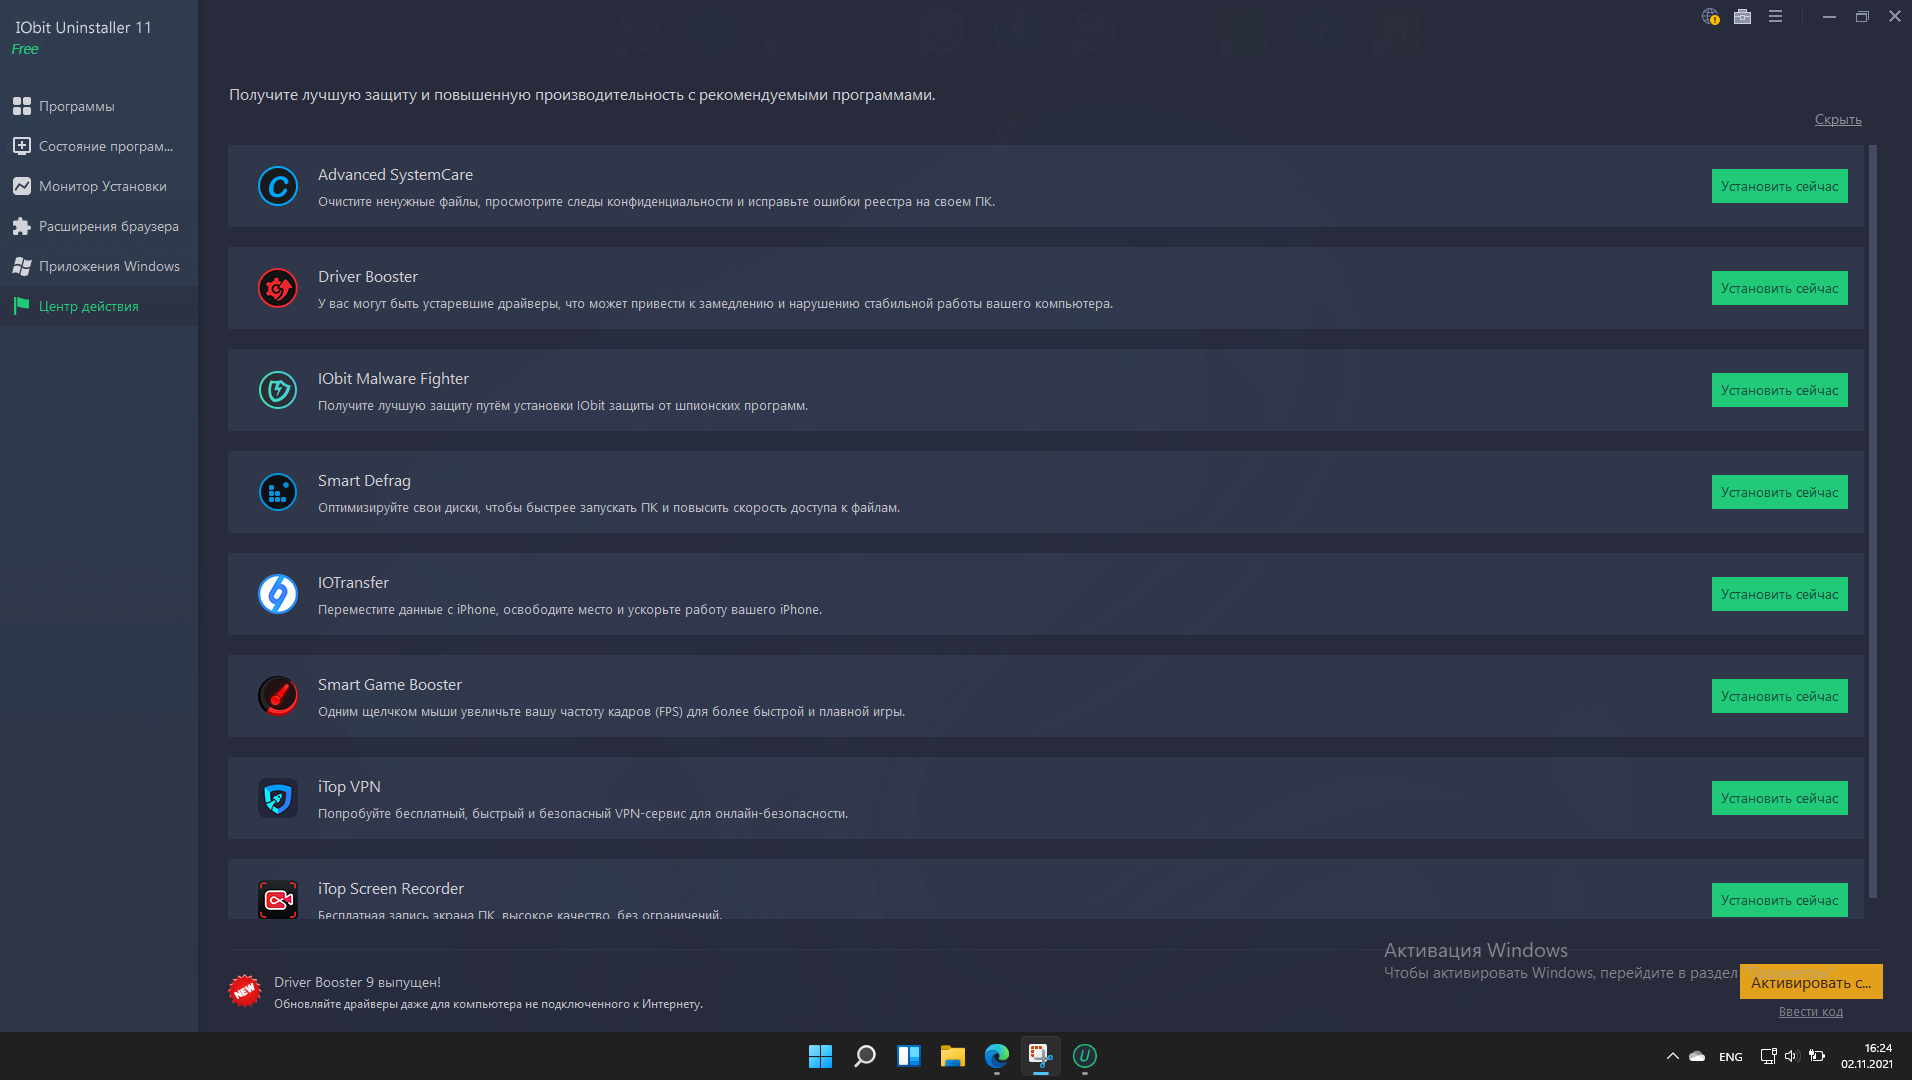 IObit Uninstaller 11
Free
Программы
Состояние програм...
Монитор Установки
Расширения браузера
Приложения Windows
Центр действия
Получите лучшую защиту и повышенную производительность с рекомендуемыми программами.
Скрыть
Advanced SystemCare
Очистите ненужные файлы, просмотрите следы конфиденциальности и исправьте ошибки реестра на своем ПК.
Установить сейчас
Driver Booster
У вас могут быть устаревшие драйверы, что может привести к замедлению и нарушению стабильной работы вашего компьютера.
Установить сейчас
IObit Malware Fighter
Получите лучшую защиту путём установки IObit защиты от шпионских программ.
Установить сейчас
Smart Defrag
Оптимизируйте свои диски, чтобы быстрее запускать ПК и повысить скорость доступа к файлам.
Установить сейчас
IOTransfer
Переместите данные с iPhone, освободите место и ускорьте работу вашего iPhone.
Установить сейчас
Smart Game Booster
Одним щелчком мыши увеличьте вашу частоту кадров (FPS) для более быстрой и плавной игры.
Установить сейчас
iTop VPN
Попробуйте бесплатный, быстрый и безопасный VPN-сервис для онлайн-безопасности.
Установить сейчас
iTop Screen Recorder
Бесплатная запись экрана ПК, высокое качество, без ограничений.
Установить сейчас
Активация Windows
Чтобы активировать Windows, перейдите в раздел
NEW
Driver Booster 9 выпущен!
Обновляйте драйверы даже для компьютера не подключенного к Интернету.
Активировать с...
Ввести код
ENG
16:24
02.11.2021